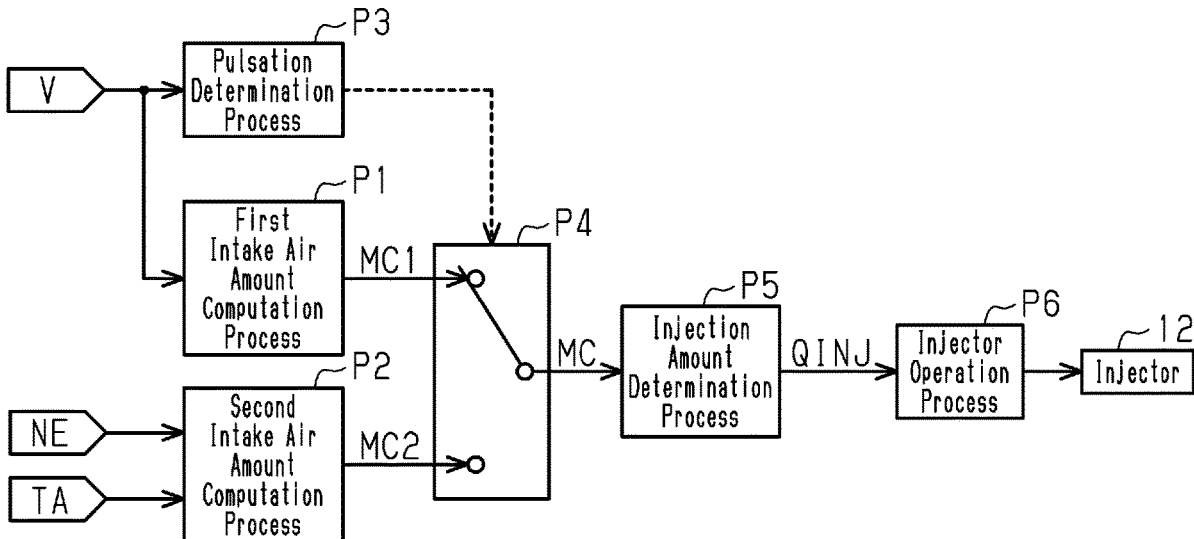 P3
Pulsation
Determination
Process
V
P1
First
Intake Air
Amount
Computation
Process
MC1
P4
P2
Second
Intake Air
Amount
Computation
Process
NE
TA
MC2
MC
P5
Injection
Amount
Determination
Process
QINJ
P6
Injector
Operation
Process
12
Injector